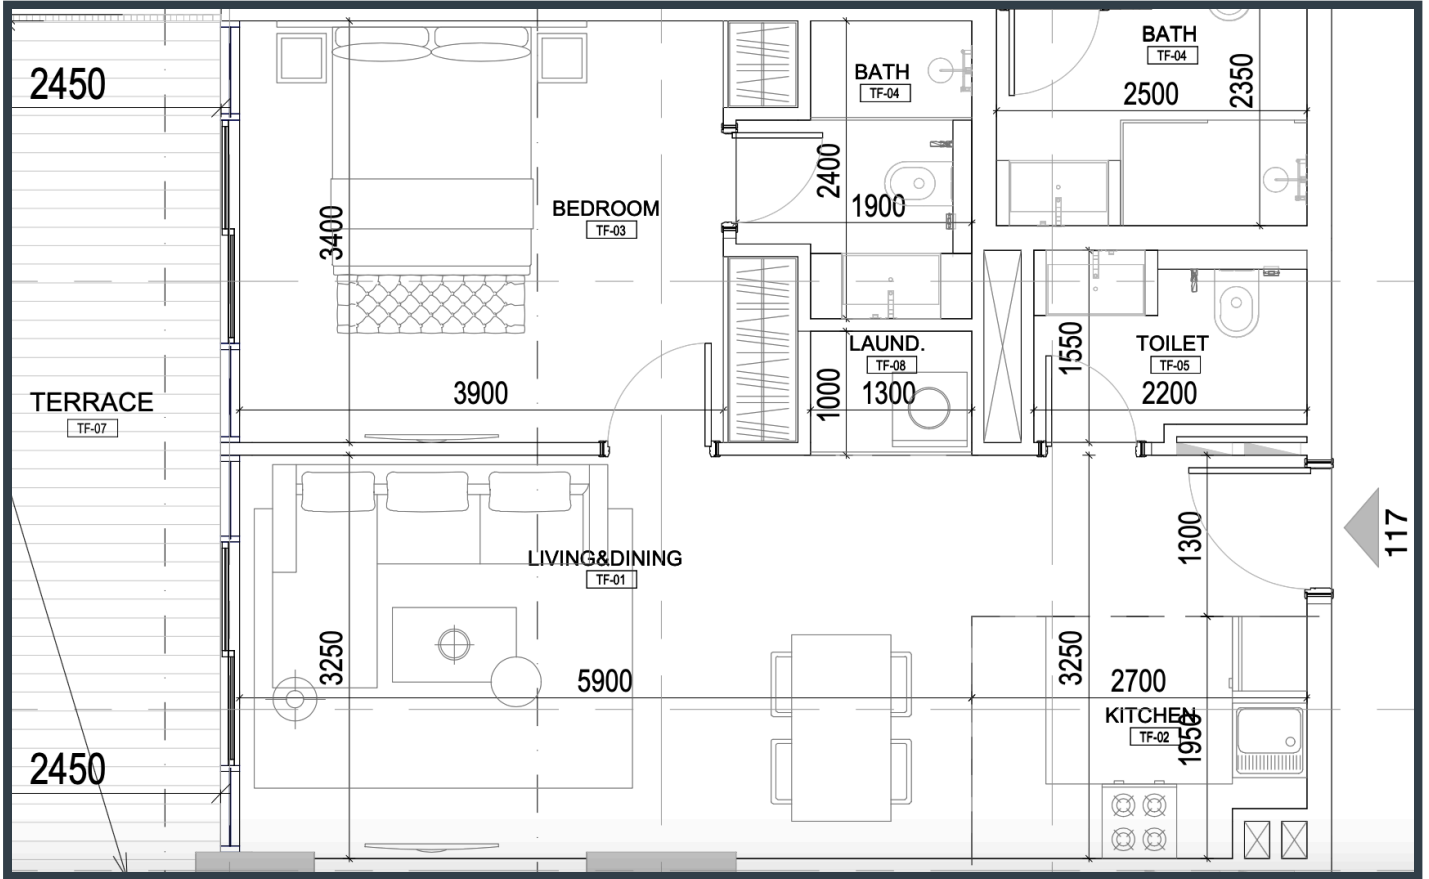 2450
BATH
TF-04
BATH
TF-04
2500
2350
2400
1900
BEDROOM
TF-03
3400
TERRACE
TF-07
3900
LAUND.
TF-08
1000
1300
1550
TOILET
TF-05
2200
LIVING&DINING
TF-01
1300
117
3250
5900
3250
2700
KITCHEN
TF-02
1950
2450